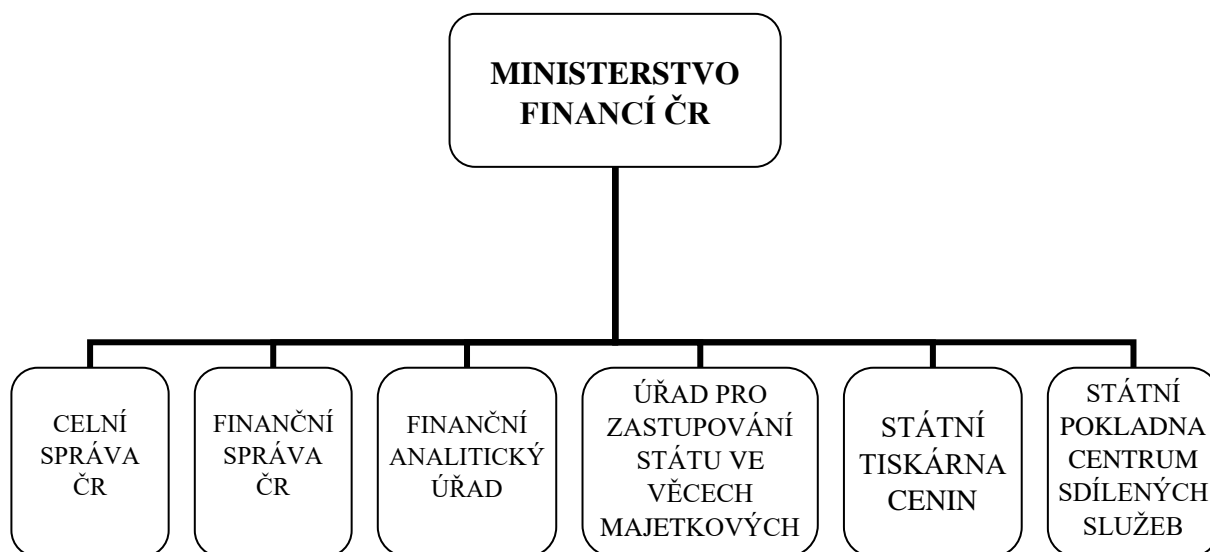 MINISTERSTVO
FINANCÍ ČR
CELNÍ
SPRÁVA
ČR
FINANČNÍ
SPRÁVA
ČR
FINANČNÍ
ANALITICKÝ
ÚŘAD
ÚŘAD PRO
ZASTUPOVÁNÍ
STÁTU VE
VĚCECH
MAJETKOVÝCH
STÁTNÍ
TISKÁRNA
CENIN
STÁTNÍ
POKLADNA
CENTRUM
SDÍLENÝCH
SLUŽEB